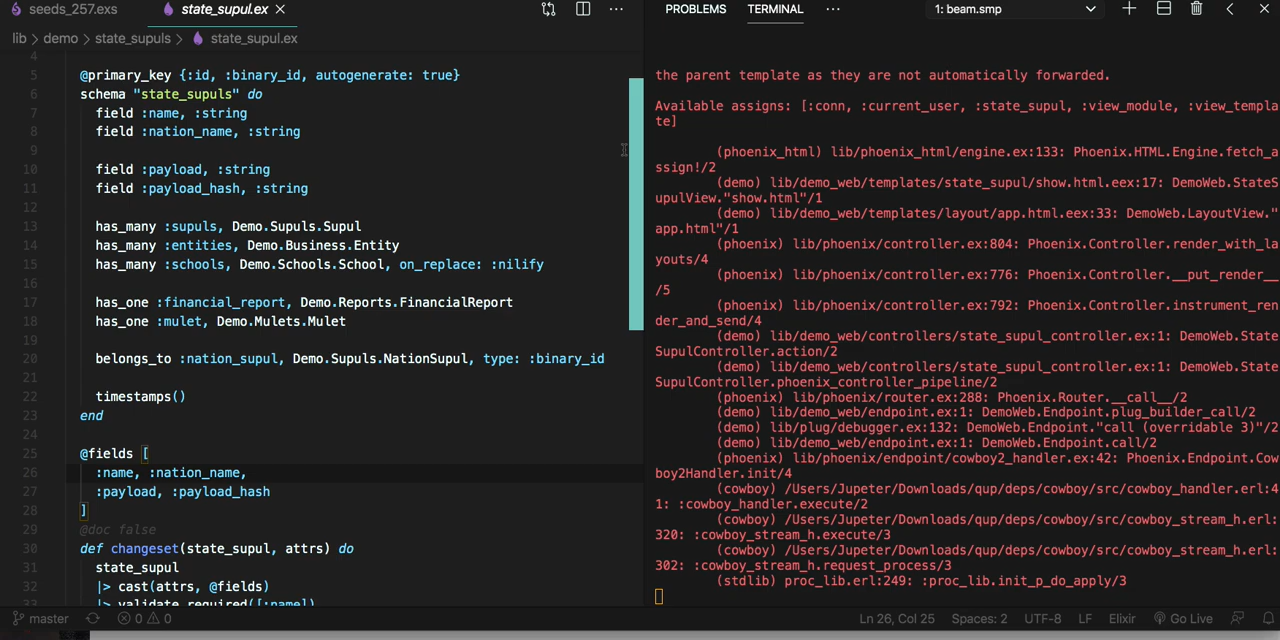 seeds_257.exs
state_supul.ex
PROBLEMS
TERMINAL
1: beam.smp
lib > demo > state_supuls > state_supul.ex
4
5 @primary_key {:id, :binary_id, autogenerate: true}
6 schema "state_supuls" do
7 field :name, :string
8 field :nation_name, :string
9
10 field :payload, :string
11 field :payload_hash, :string
12
13 has_many :supuls, Demo.Supuls.Supul
14 has_many :entities, Demo.Business.Entity
15 has_many :schools, Demo.Schools.School, on_replace: :nilify
16
17 has_one :financial_report, Demo.Reports.FinancialReport
18 has_one :mulet, Demo.Mulets.Mulet
19
20 belongs_to :nation_supul, Demo.Supuls.NationSupul, type: :binary_id
21
22 timestamps()
23 end
24
25 @fields [
26 :name, :nation_name,
27 :payload, :payload_hash
28 ]
29 @doc false
30 def changeset(state_supul, attrs) do
31 state_supul
32 |> cast(attrs, @fields)
33 |> validate_required([:name])
the parent template as they are not automatically forwarded.
Available assigns: [:conn, :current_user, :state_supul, :view_module, :view_templa
te]
(phoenix_html) lib/phoenix_html/engine.ex:133: Phoenix.HTML.Engine.fetch_a
ssign!/2
(demo) lib/demo_web/templates/state_supul/show.html.eex:17: DemoWeb.StateS
upulView."show.html"/1
(demo) lib/demo_web/templates/layout/app.html.eex:33: DemoWeb.LayoutView."
app.html"/1
(phoenix) lib/phoenix/controller.ex:804: Phoenix.Controller.render_with_la
youts/4
(phoenix) lib/phoenix/controller.ex:776: Phoenix.Controller.__put_render__
/5
(phoenix) lib/phoenix/controller.ex:792: Phoenix.Controller.instrument_ren
der_and_send/4
(demo) lib/demo_web/controllers/state_supul_controller.ex:1: DemoWeb.State
SupulController.action/2
(demo) lib/demo_web/controllers/state_supul_controller.ex:1: DemoWeb.State
SupulController.phoenix_controller_pipeline/2
(phoenix) lib/phoenix/router.ex:288: Phoenix.Router.__call__/2
(demo) lib/demo_web/endpoint.ex:1: DemoWeb.Endpoint.plug_builder_call/2
(demo) lib/plug/debugger.ex:132: DemoWeb.Endpoint."call (overridable 3)"/2
(demo) lib/demo_web/endpoint.ex:1: DemoWeb.Endpoint.call/2
(phoenix) lib/phoenix/endpoint/cowboy2_handler.ex:42: Phoenix.Endpoint.Cow
boy2Handler.init/4
(cowboy) /Users/Jupeter/Downloads/qup/deps/cowboy/src/cowboy_handler.erl:4
1: :cowboy_handler.execute/2
(cowboy) /Users/Jupeter/Downloads/qup/deps/cowboy/src/cowboy_stream_h.erl:
320: :cowboy_stream_h.execute/3
(cowboy) /Users/Jupeter/Downloads/qup/deps/cowboy/src/cowboy_stream_h.erl:
302: :cowboy_stream_h.request_process/3
(stdlib) proc_lib.erl:249: :proc_lib.init_p_do_apply/3
master
0
0
Ln 26, Col 25
Spaces: 2
UTF-8
LF
Elixir
Go Live